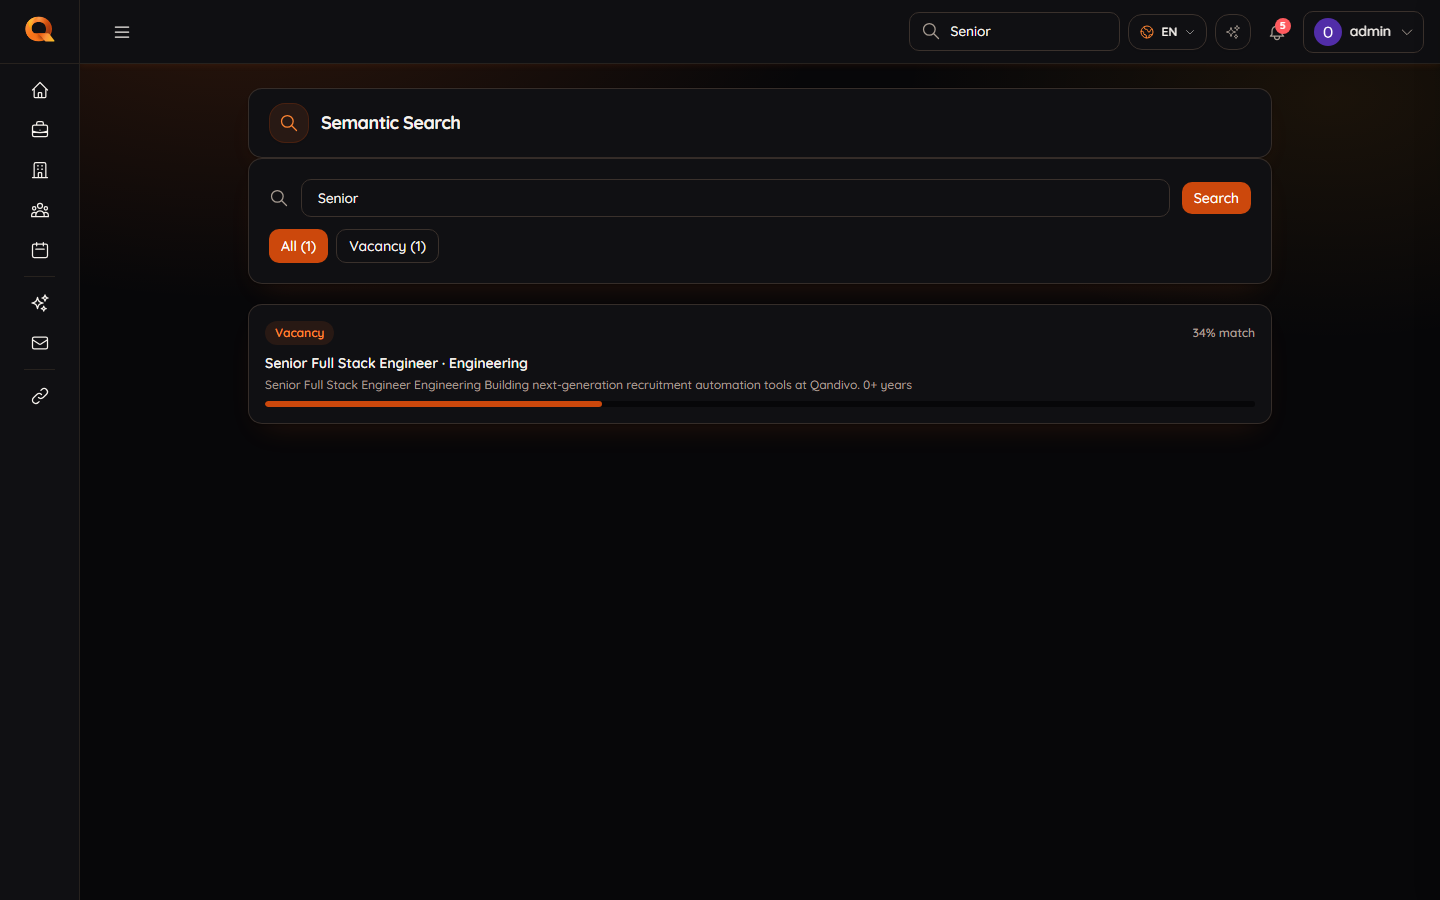 Senior
EN
5
0
admin
Semantic Search
Senior
Search
All (1)
Vacancy (1)
Vacancy
34% match
Senior Full Stack Engineer · Engineering
Senior Full Stack Engineer Engineering Building next-generation recruitment automation tools at Qandivo. 0+ years